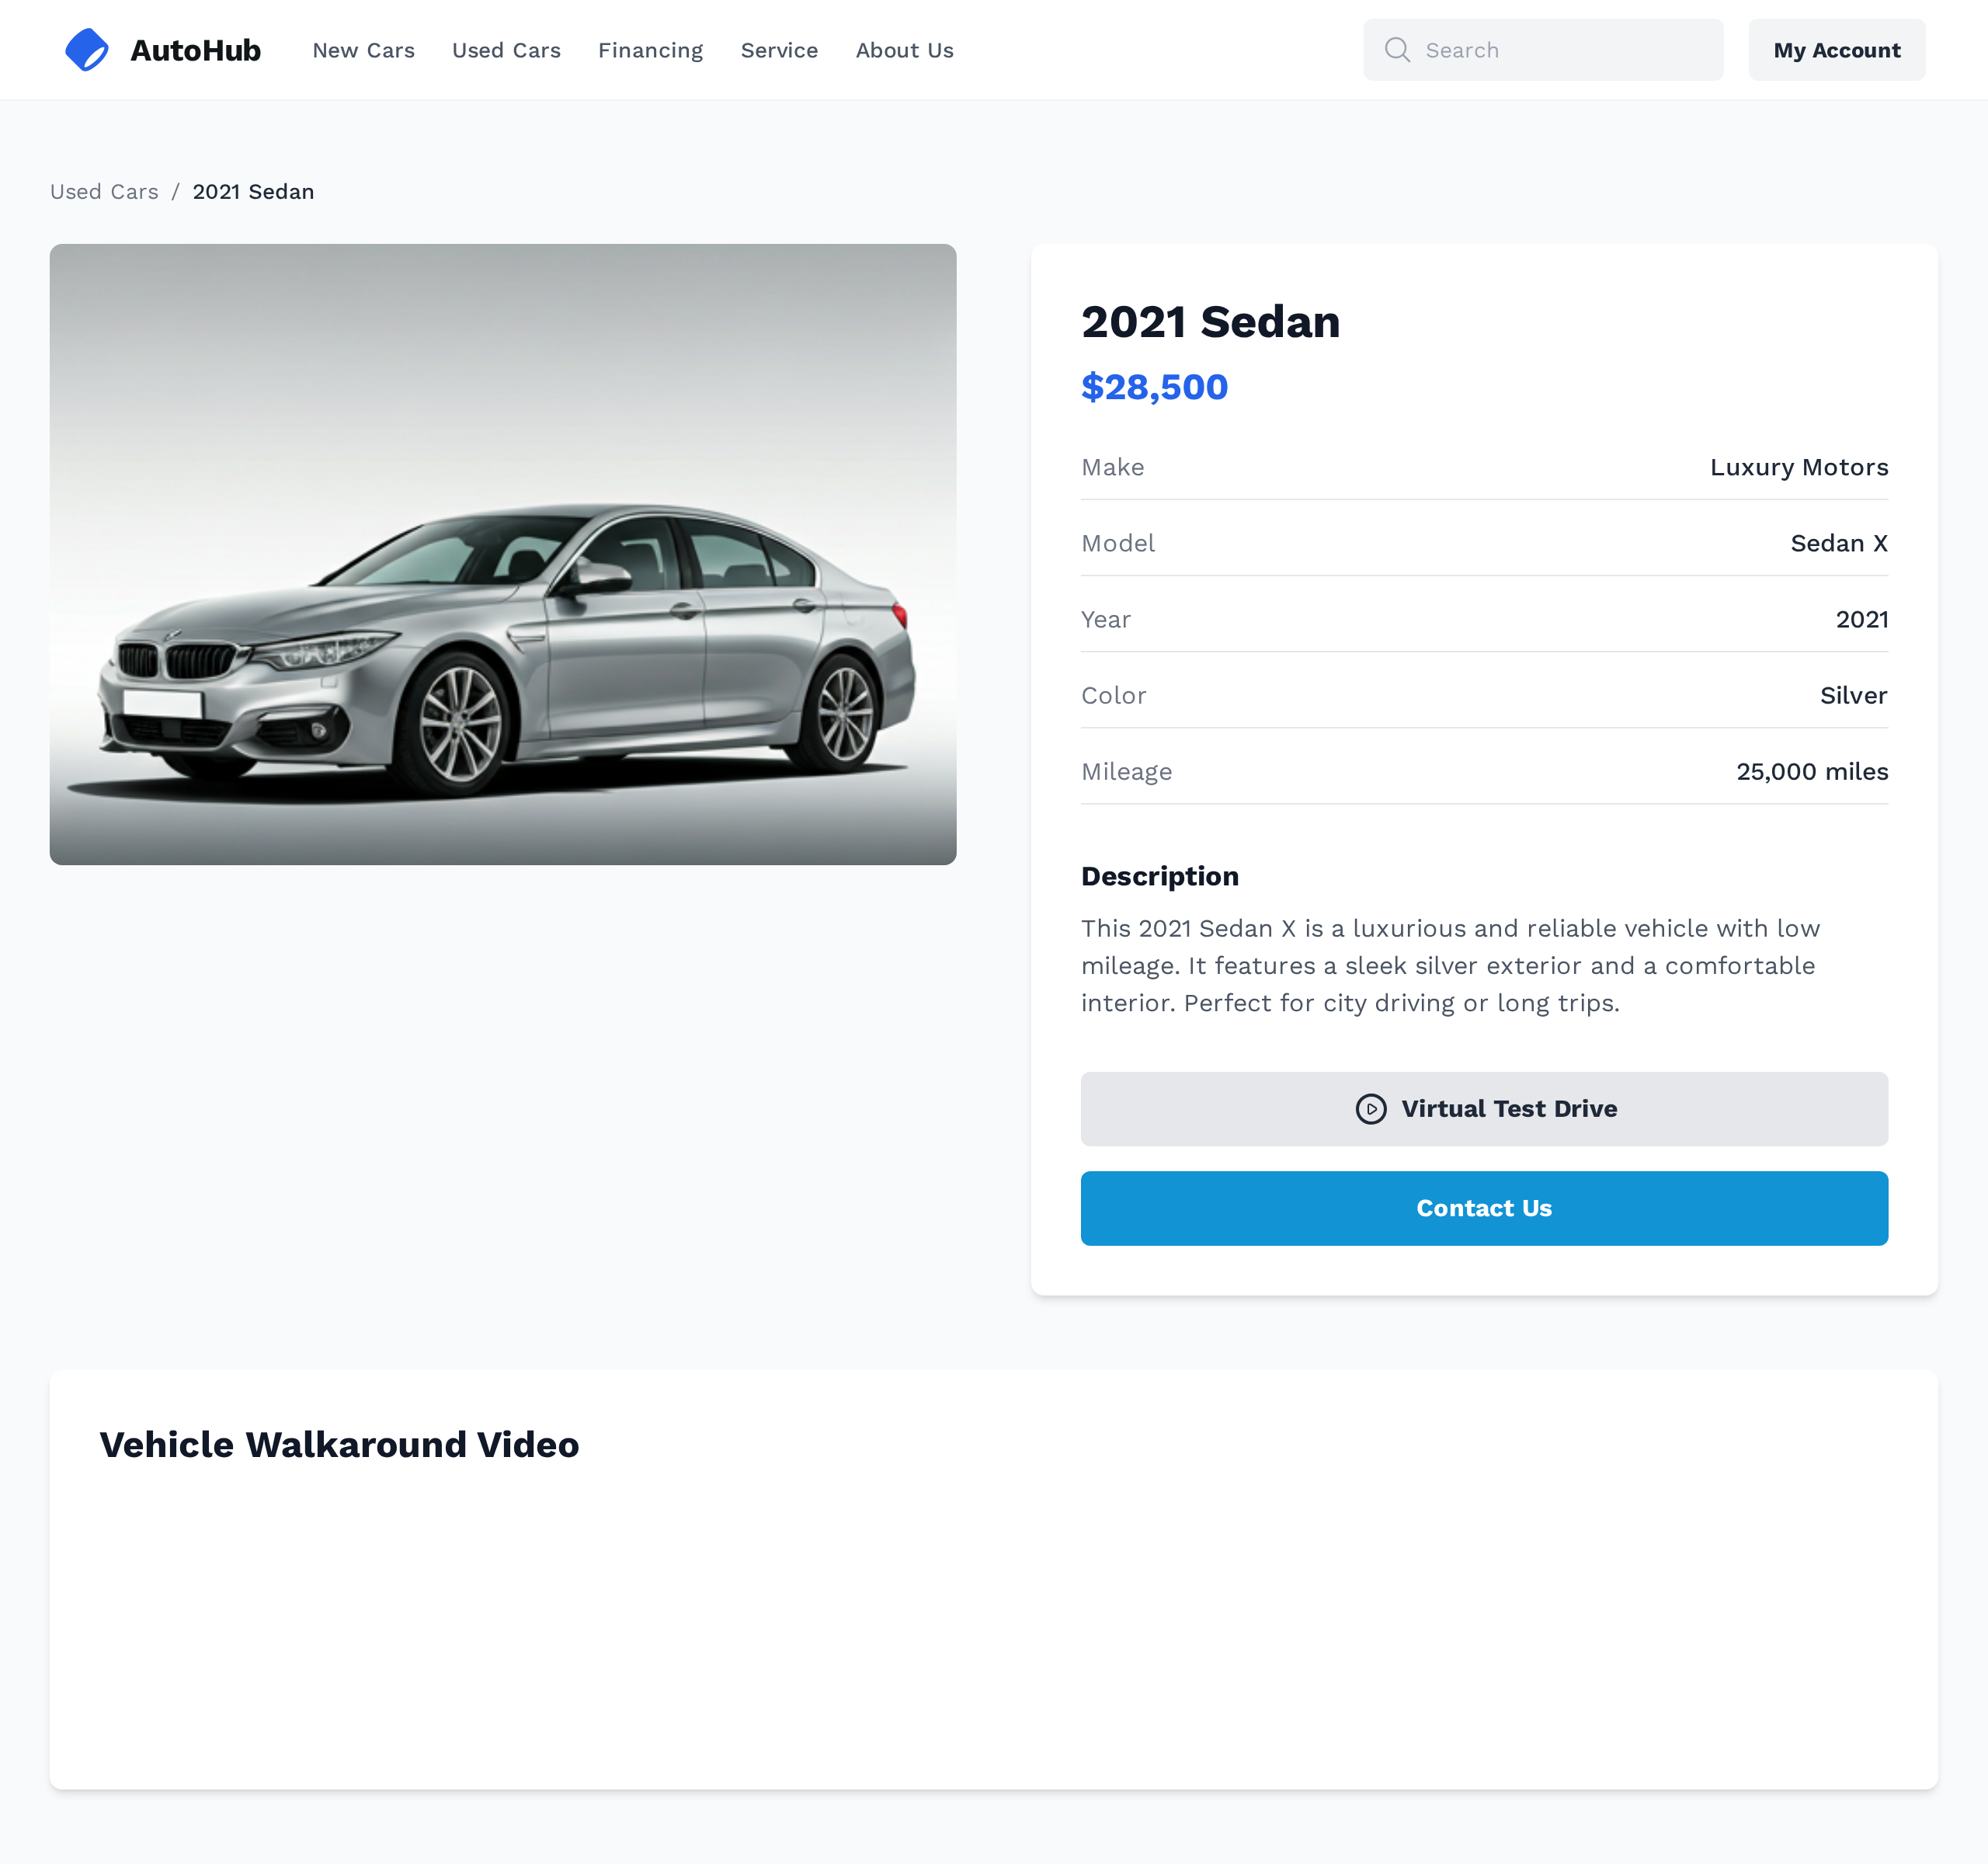 AutoHub
New Cars
Used Cars
Financing
Service
About Us
Search
My Account
Used Cars / 2021 Sedan
2021 Sedan
$28,500
Make Luxury Motors
Model Sedan X
Year 2021
Color Silver
Mileage 25,000 miles
Description
This 2021 Sedan X is a luxurious and reliable vehicle with low
mileage. It features a sleek silver exterior and a comfortable
interior. Perfect for city driving or long trips.
Virtual Test Drive
Contact Us
Vehicle Walkaround Video